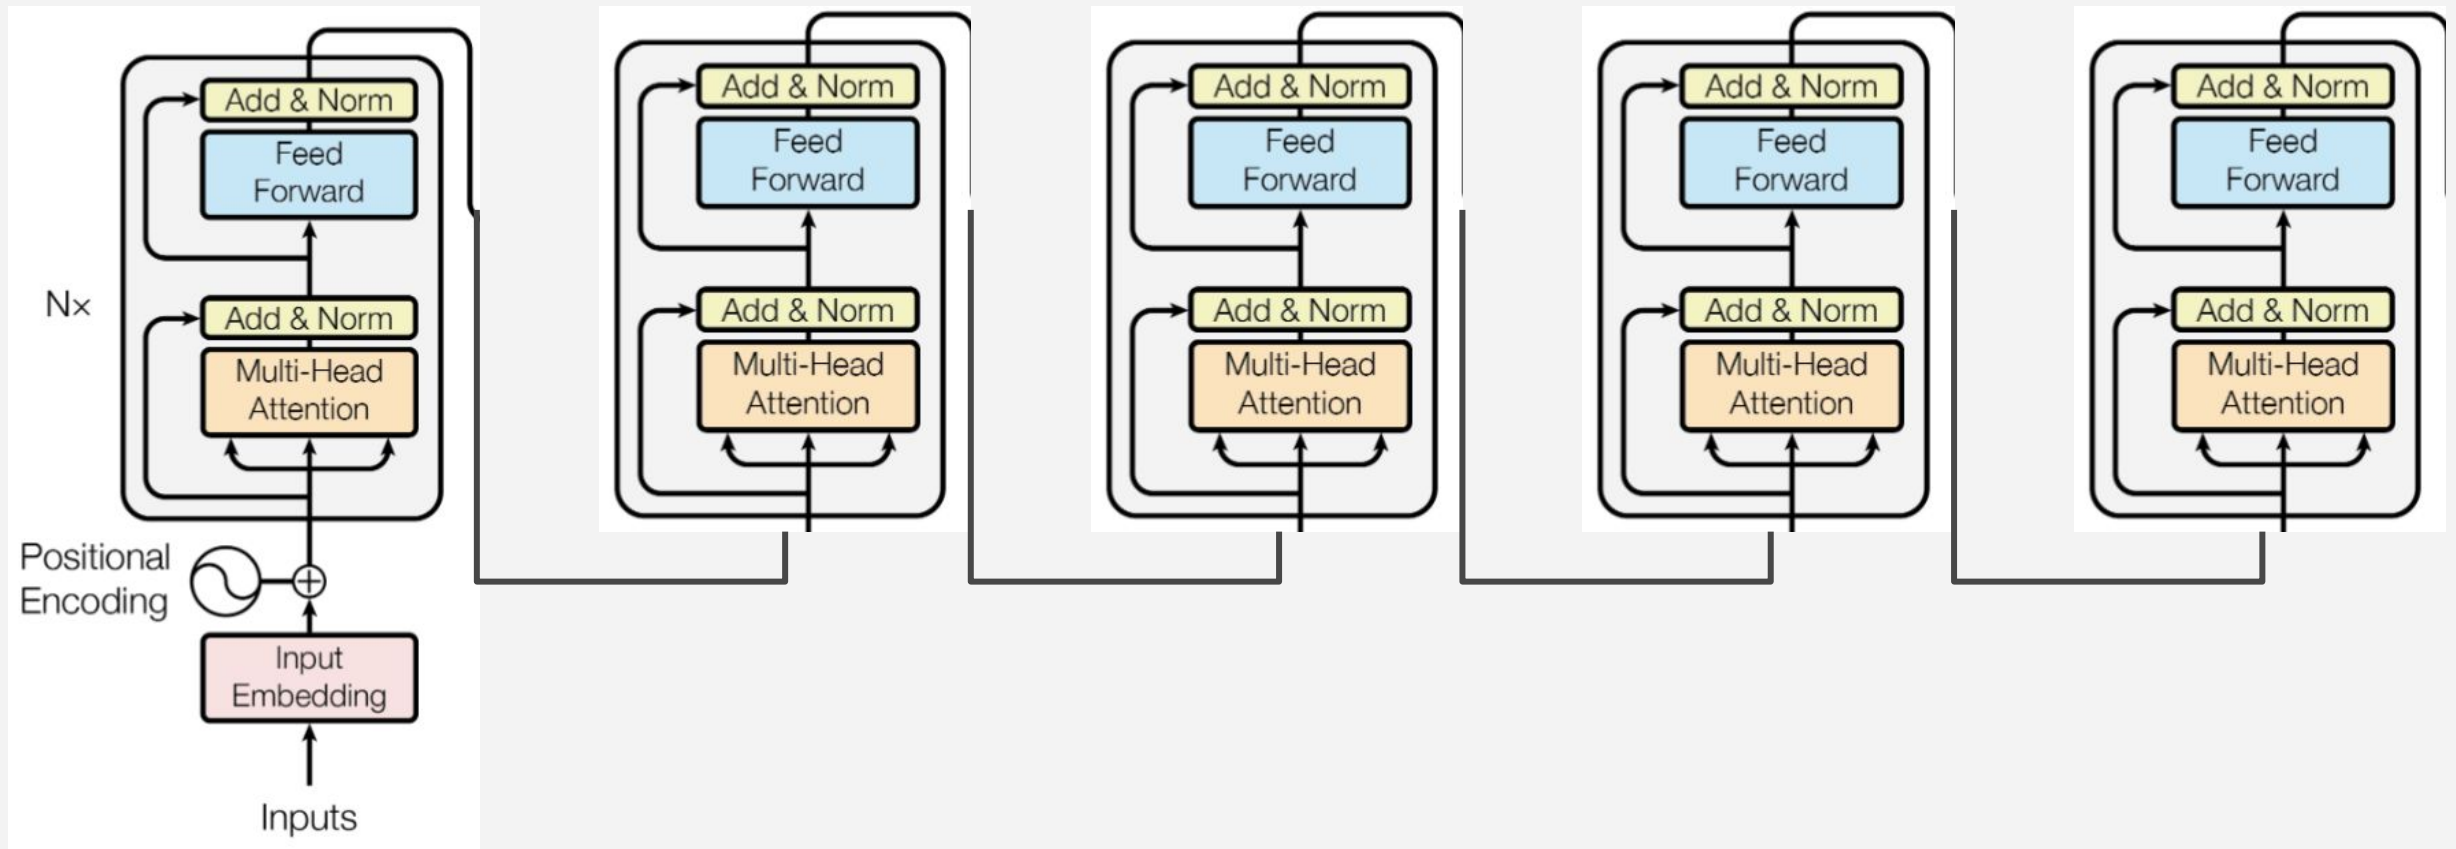 Add & Norm
Feed
Forward
Nx
Add & Norm
Multi-Head
Attention
Positional
Encoding
Input
Embedding
Inputs
Add & Norm
Feed
Forward
Add & Norm
Multi-Head
Attention
Add & Norm
Feed
Forward
Add & Norm
Multi-Head
Attention
Add & Norm
Feed
Forward
Add & Norm
Multi-Head
Attention
Add & Norm
Feed
Forward
Add & Norm
Multi-Head
Attention